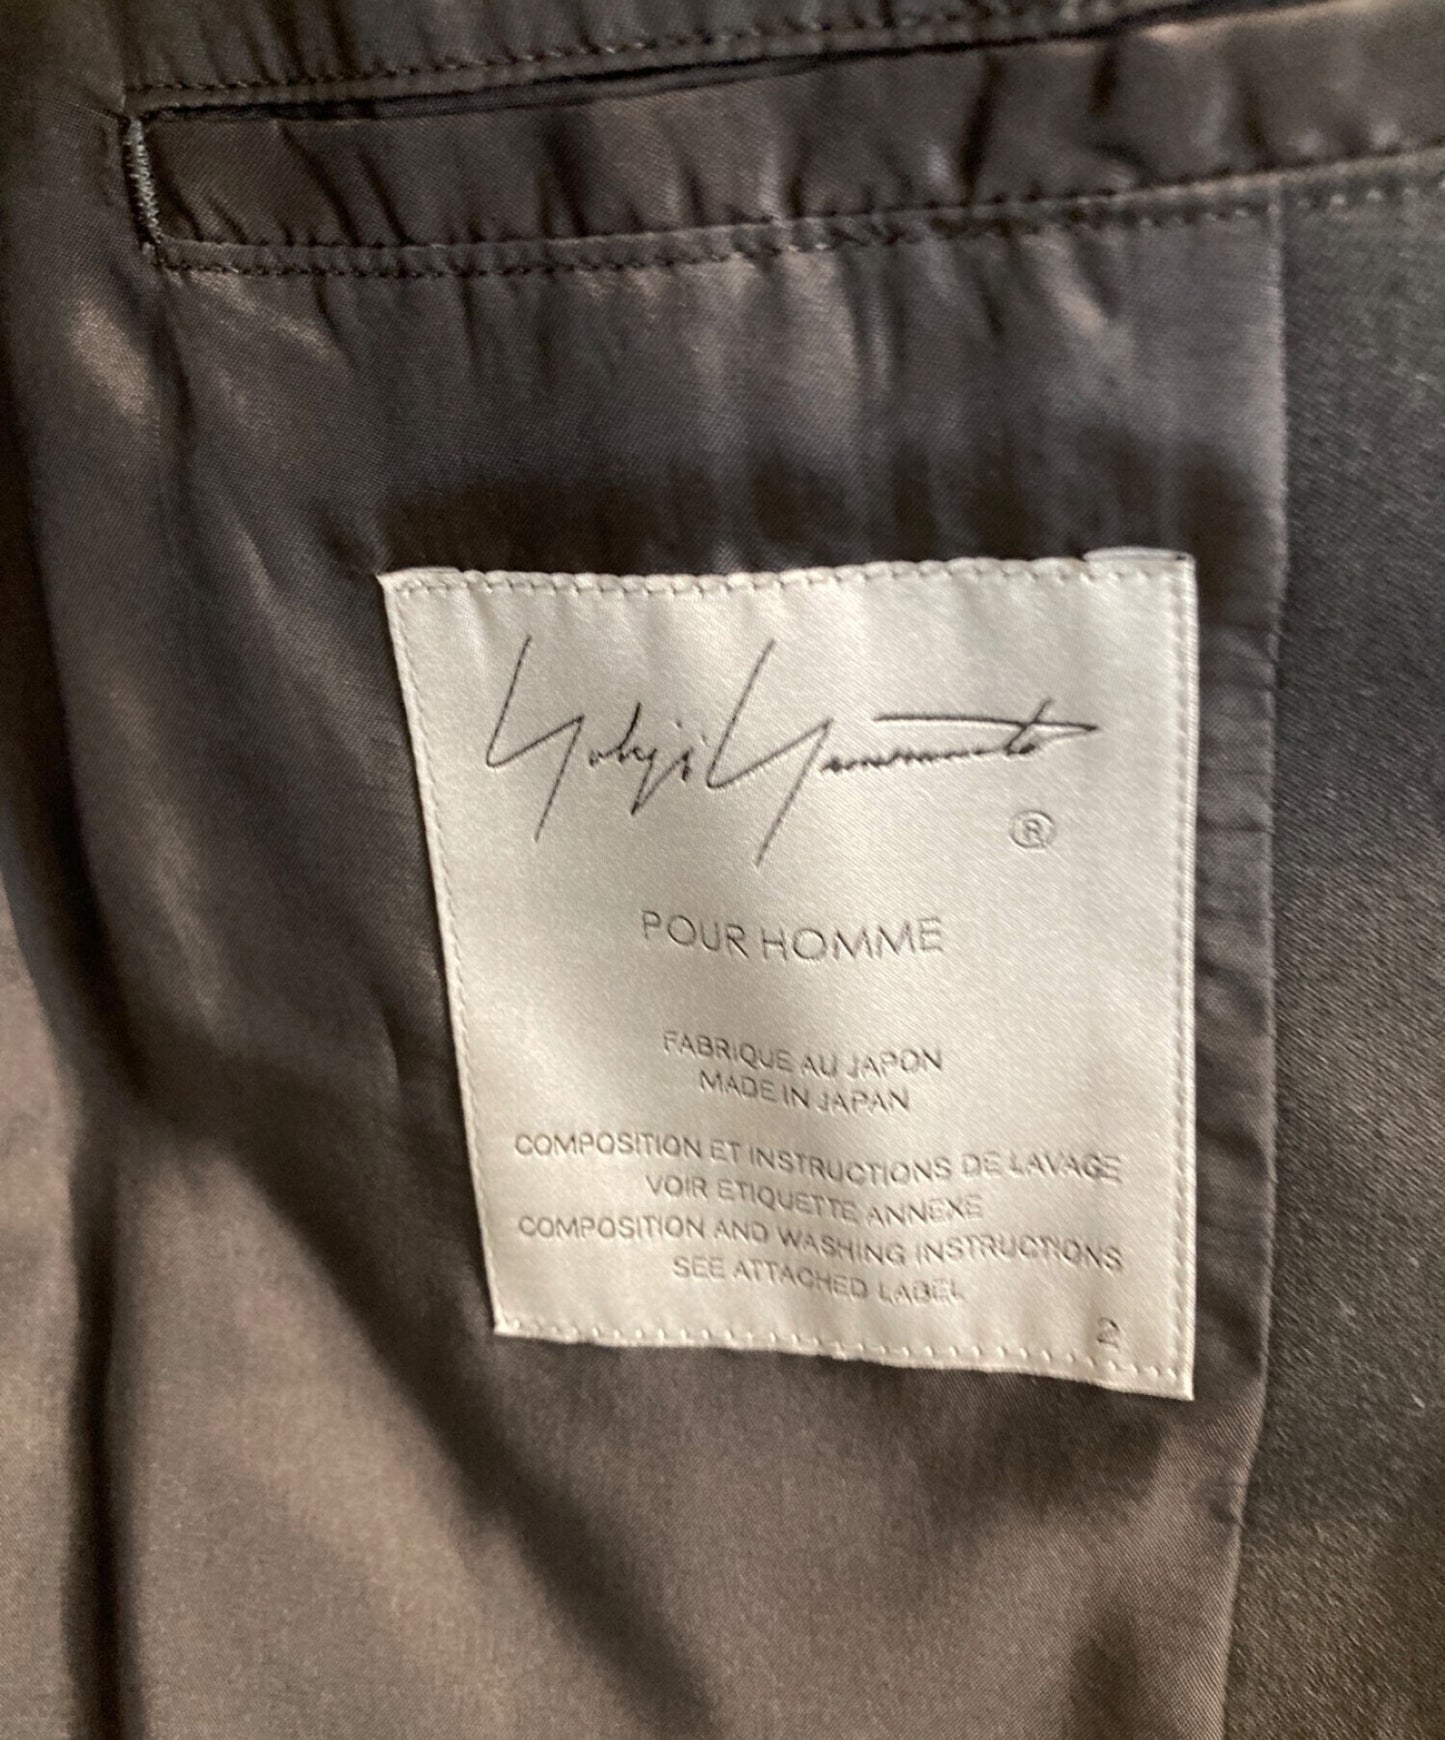 Yohji Yamamoto
®
POUR HOMME
FABRIQUE AU JAPON
MADE IN JAPAN
COMPOSITION ET INSTRUCTIONS DE LAVAGE
VOIR ETIQUETTE ANNEXE
COMPOSITION AND WASHING INSTRUCTIONS
SEE ATTACHED LABEL
2